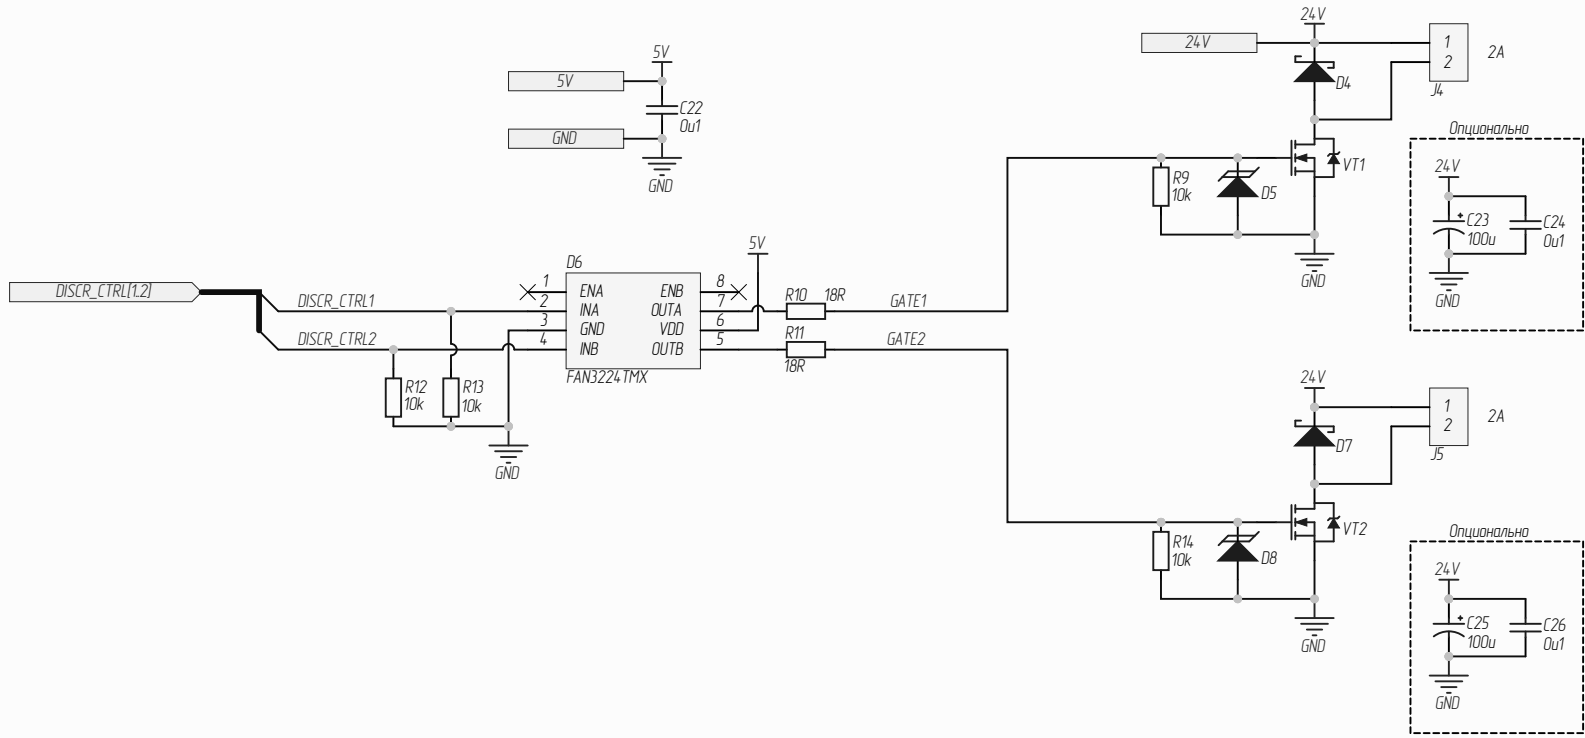 24V
24V
1
2
2A
D4
J4
5V
5V
C22
0u1
GND
GND
Опционально
24V
C23
100u
C24
0u1
GND
VT1
R9
10k
D5
GND
DISCR_CTRL[1..2]
DISCR_CTRL1
DISCR_CTRL2
R12
10k
R13
10k
GND
D6
1
2
3
4
ENA
INA
GND
INB
ENB
OUTA
VDD
OUTB
8
7
6
5
FAN3224TMX
5V
R10 18R
R11
18R
GATE1
GATE2
24V
1
2
2A
D7
J5
VT2
R14
10k
D8
GND
Опционально
24V
C25
100u
C26
0u1
GND